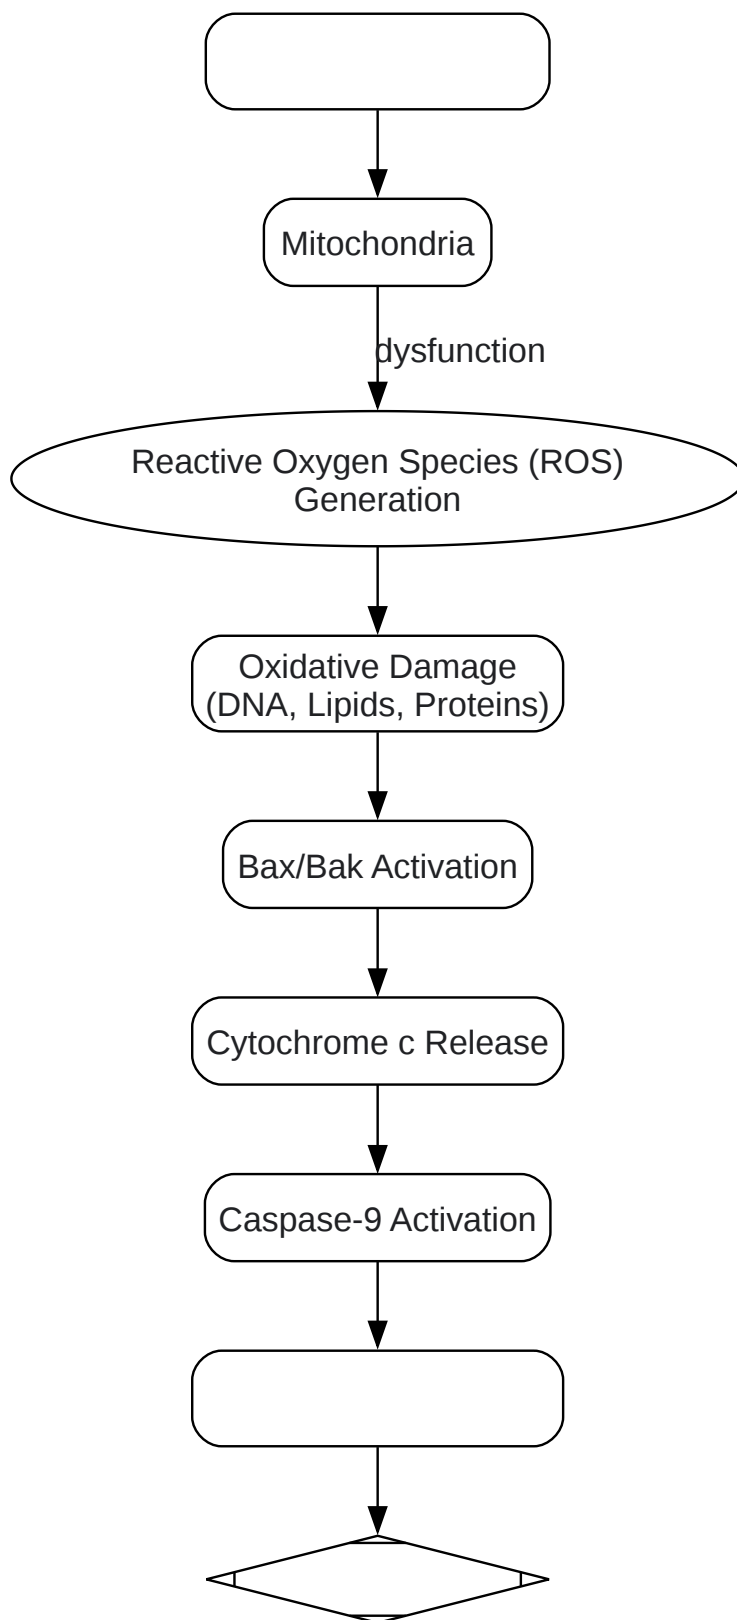 Mitochondria
dysfunction
Reactive Oxygen Species (ROS)
Generation
Oxidative Damage
(DNA, Lipids, Proteins)
Bax/Bak Activation
Cytochrome c Release
Caspase-9 Activation